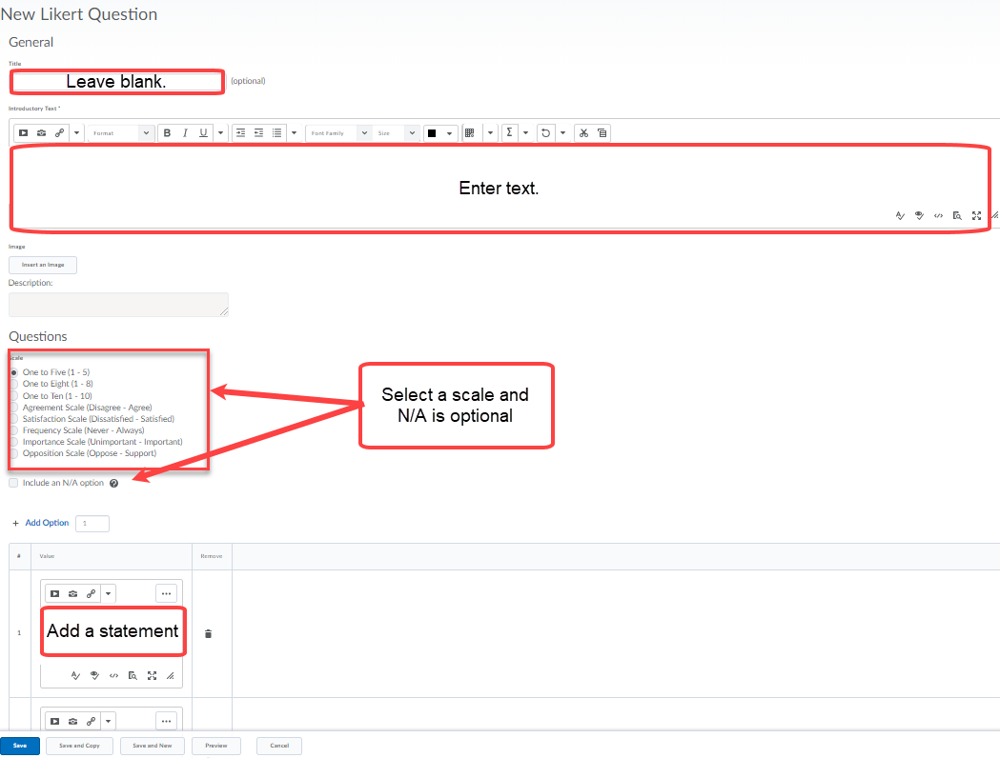 New Likert Question
General
Title
Leave blank.
(optional)
Introductory Text *
Format B I U Font Family Size Σ
Enter text.
</>
Image
Insert an Image
Description:
Questions
Scale
One to Five (1 - 5)
One to Eight (1 - 8)
One to Ten (1 - 10)
Agreement Scale (Disagree - Agree)
Satisfaction Scale (Dissatisfied - Satisfied)
Frequency Scale (Never - Always)
Importance Scale (Unimportant - Important)
Opposition Scale (Oppose - Support)
Select a scale and
N/A is optional
Include an N/A option ?
+ Add Option 1
# Value Remove
...
1 Add a statement
</>
...
Save Save and Copy Save and New Preview Cancel